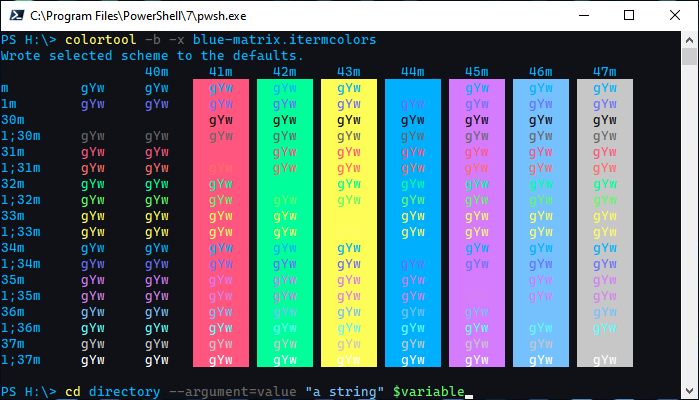 C:\Program Files\PowerShell\7\pwsh.exe
PS H:\> colortool -b -x blue-matrix.itermcolors
Wrote selected scheme to the defaults.
40m 41m 42m 43m 44m 45m 46m 47m
m gYw gYw gYw gYw gYw gYw gYw gYw
1m gYw gYw gYw gYw gYw gYw gYw gYw gYw
30m gYw gYw gYw gYw gYw gYw gYw
1;30m gYw gYw gYw gYw gYw gYw gYw gYw gYw
31m gYw gYw gYw gYw gYw gYw gYw gYw
1;31m gYw gYw gYw gYw gYw gYw gYw gYw gYw
32m gYw gYw gYw gYw gYw gYw gYw gYw
1;32m gYw gYw gYw gYw gYw gYw gYw gYw gYw
33m gYw gYw gYw gYw gYw gYw gYw gYw
1;33m gYw gYw gYw gYw gYw gYw gYw gYw
34m gYw gYw gYw gYw gYw gYw gYw gYw
1;34m gYw gYw gYw gYw gYw gYw gYw gYw gYw
35m gYw gYw gYw gYw gYw gYw gYw gYw
1;35m gYw gYw gYw gYw gYw gYw gYw gYw
36m gYw gYw gYw gYw gYw gYw gYw gYw
1;36m gYw gYw gYw gYw gYw gYw gYw gYw gYw
37m gYw gYw gYw gYw gYw gYw gYw gYw
1;37m gYw gYw gYw gYw gYw gYw gYw gYw gYw
PS H:\> cd directory --argument=value "a string" $variable